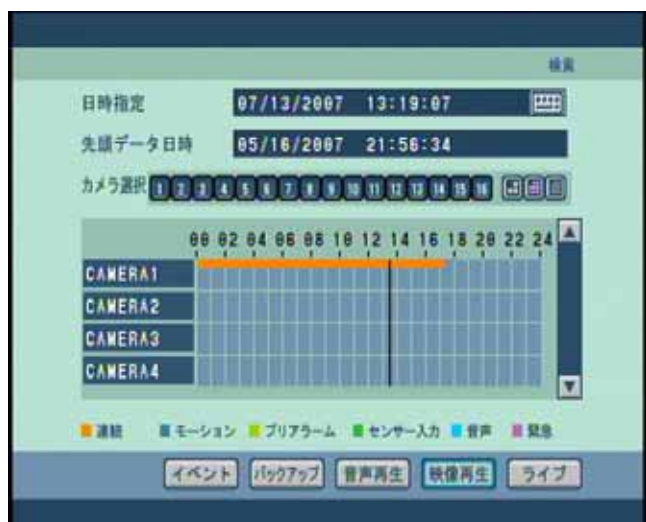 検索
日時指定 07/13/2007 13:19:07
先頭データ日時 05/16/2007 21:56:34
カメラ選択 1 2 3 4 5 6 7 8 9 10 11 12 13 14 15 16
00 02 04 06 08 10 12 14 16 18 20 22 24
CAMERA1
CAMERA2
CAMERA3
CAMERA4
連続 モーション プリアラーム センサー入力 音声 緊急
イベント バックアップ 音声再生 映像再生 ライブ